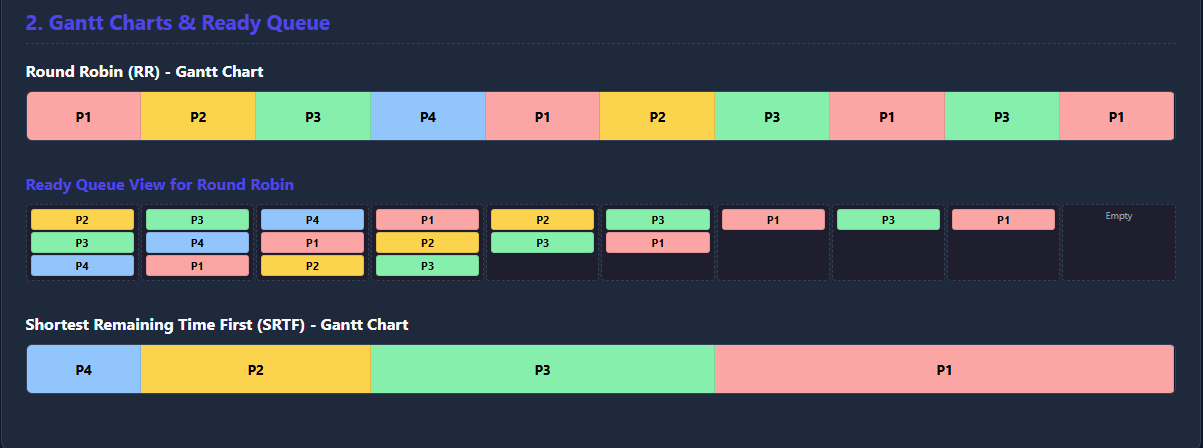 2. Gantt Charts & Ready Queue
Round Robin (RR) - Gantt Chart
P1 P2 P3 P4 P1 P2 P3 P1 P3 P1
Ready Queue View for Round Robin
P2 P3 P4 P1 P2 P3 P1 P3 P1 Empty
P3 P4 P1 P2 P3 P1
P4 P1 P2 P3
Shortest Remaining Time First (SRTF) - Gantt Chart
P4 P2 P3 P1